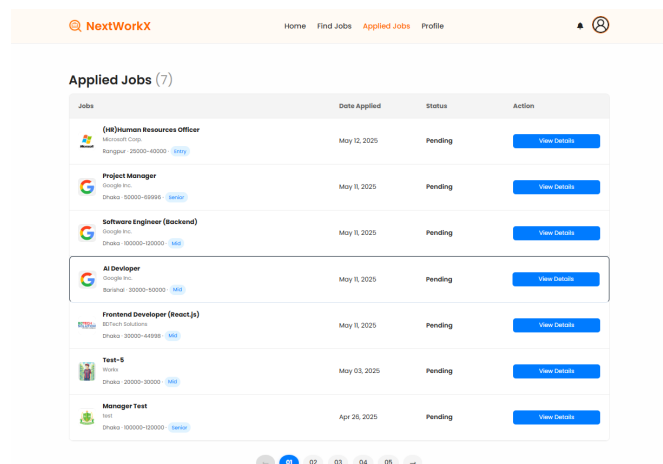 NextWorkX
Home Find Jobs Applied Jobs Profile
Applied Jobs (7)
Jobs Date Applied Status Action
(HR)Human Resources Officer
Microsoft Corp.
Rangpur · 25000-40000 · Entry
May 12, 2025 Pending View Details
Project Manager
Google Inc.
Dhaka · 50000-69996 · Senior
May 11, 2025 Pending View Details
Software Engineer (Backend)
Google Inc.
Dhaka · 100000-120000 · Mid
May 11, 2025 Pending View Details
AI Devloper
Google Inc.
Barishal · 30000-50000 · Mid
May 11, 2025 Pending View Details
Frontend Developer (React.js)
BDTech Solutions
Dhaka · 30000-44998 · Mid
May 11, 2025 Pending View Details
Test-5
Works
Dhaka · 20000-30000 · Mid
May 03, 2025 Pending View Details
Manager Test
test
Dhaka · 100000-120000 · Senior
Apr 26, 2025 Pending View Details
01 02 03 04 05